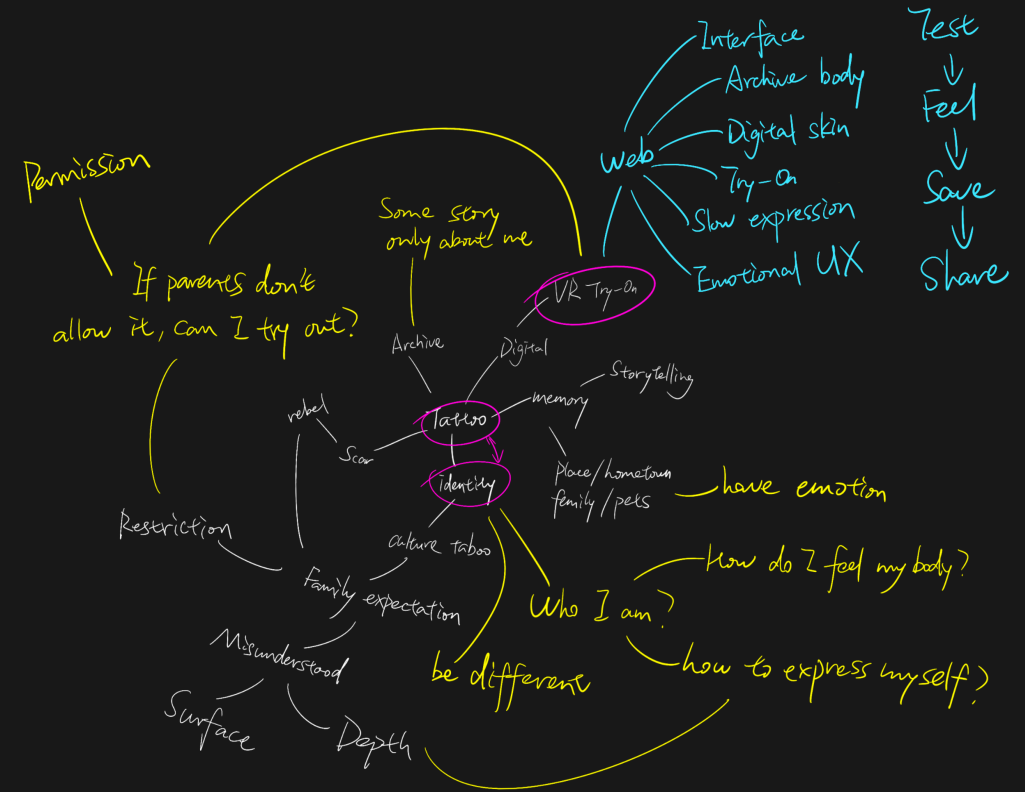 Interface
Test
Archive body
Feel
Digital skin
Web
Permission
Try-On
Save
Some story
only about me
Slow expression
Emotional UX
Share
If parents don't
allow it, can I try out?
VR Try-On
Archive
Digital
Storytelling
memory
rebel
Tattoo
Scar
identity
place/hometown
family/pets
have emotion
Restriction
culture taboo
How do I feel my body?
Family expectation
Who I am?
Misunderstood
be different
how to express myself?
Surface
Depth